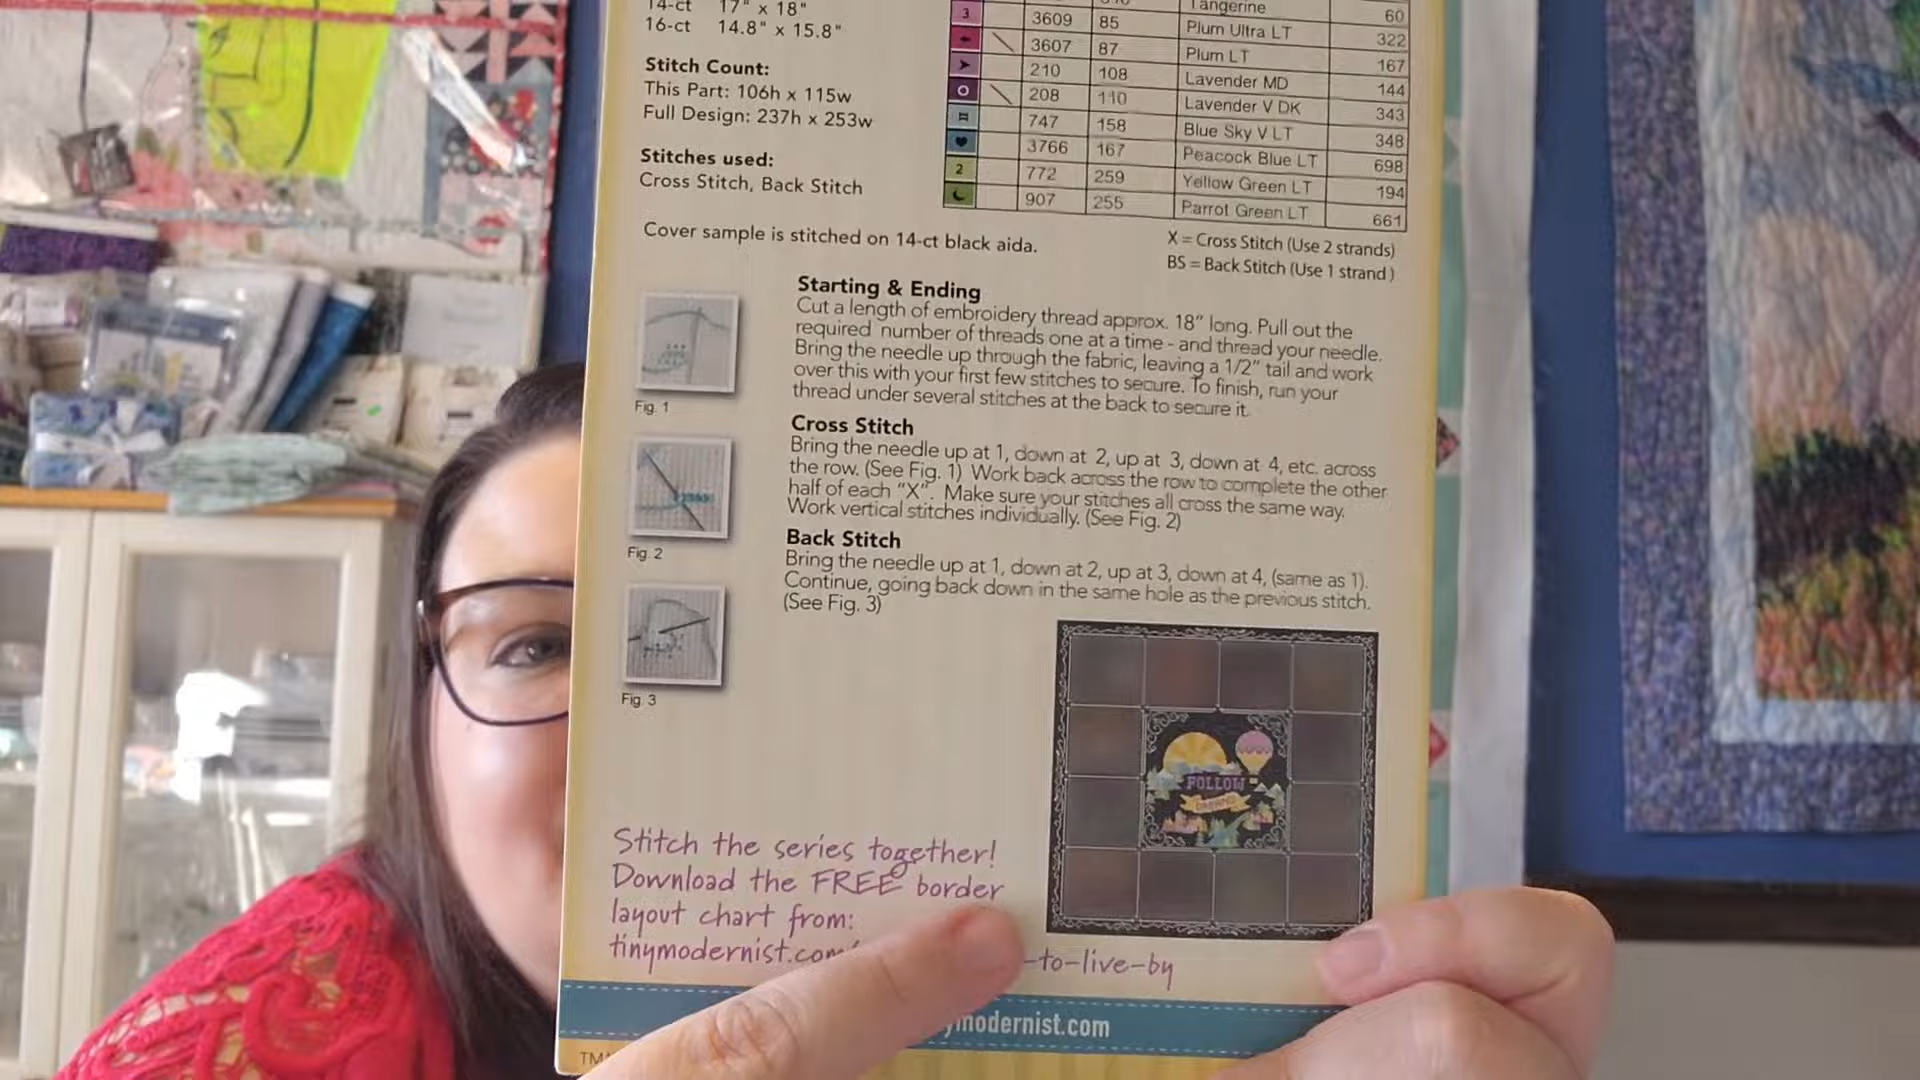 14-ct 17" x 18"
16-ct 14.8" x 15.8"
Stitch Count:
This Part: 106h x 115w
Full Design: 237h x 253w
Stitches used:
Cross Stitch, Back Stitch
Tangerine 60
3 3609 85 Plum Ultra LT 322
3607 87 Plum LT 167
210 108 Lavender MD 144
208 110 Lavender V DK 343
747 158 Blue Sky V LT 348
3766 167 Peacock Blue LT 698
2 772 259 Yellow Green LT 194
907 255 Parrot Green LT 661
Cover sample is stitched on 14-ct black aida.
X = Cross Stitch (Use 2 strands)
BS = Back Stitch (Use 1 strand )
Starting & Ending
Cut a length of embroidery thread approx. 18" long. Pull out the
required number of threads one at a time - and thread your needle.
Bring the needle up through the fabric, leaving a 1/2" tail and work
over this with your first few stitches to secure. To finish, run your
thread under several stitches at the back to secure it.
Fig. 1
Cross Stitch
Bring the needle up at 1, down at 2, up at 3, down at 4, etc. across
the row. (See Fig. 1) Work back across the row to complete the other
half of each "X". Make sure your stitches all cross the same way.
Work vertical stitches individually. (See Fig. 2)
Fig. 2
Back Stitch
Bring the needle up at 1, down at 2, up at 3, down at 4, (same as 1).
Continue, going back down in the same hole as the previous stitch.
(See Fig. 3)
Fig. 3
FOLLOW
Stitch the series together!
Download the FREE border
layout chart from:
tinymodernist.com/ -to-live-by
ymodernist.com
TM